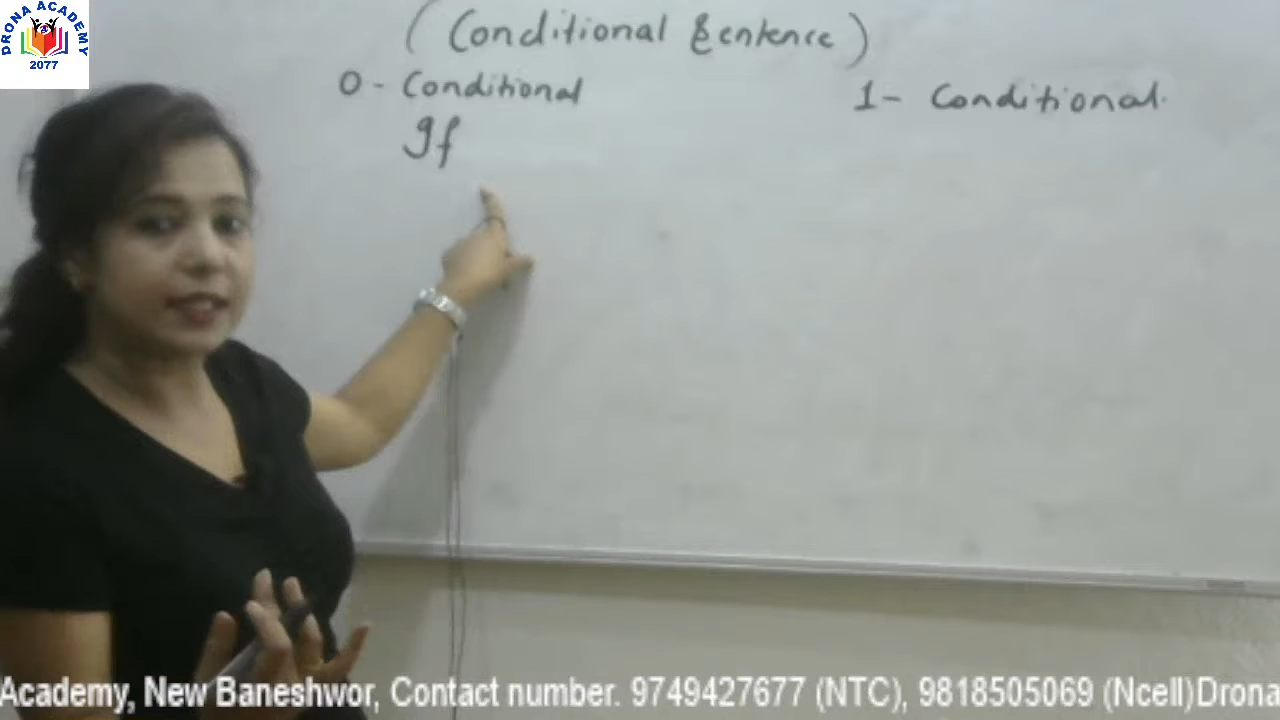 DRONA ACADEMY
2077
(Conditional Sentence)
0 - Conditional
1 - Conditional.
If
Academy, New Baneshwor, Contact number. 9749427677 (NTC), 9818505069 (Ncell)Drona